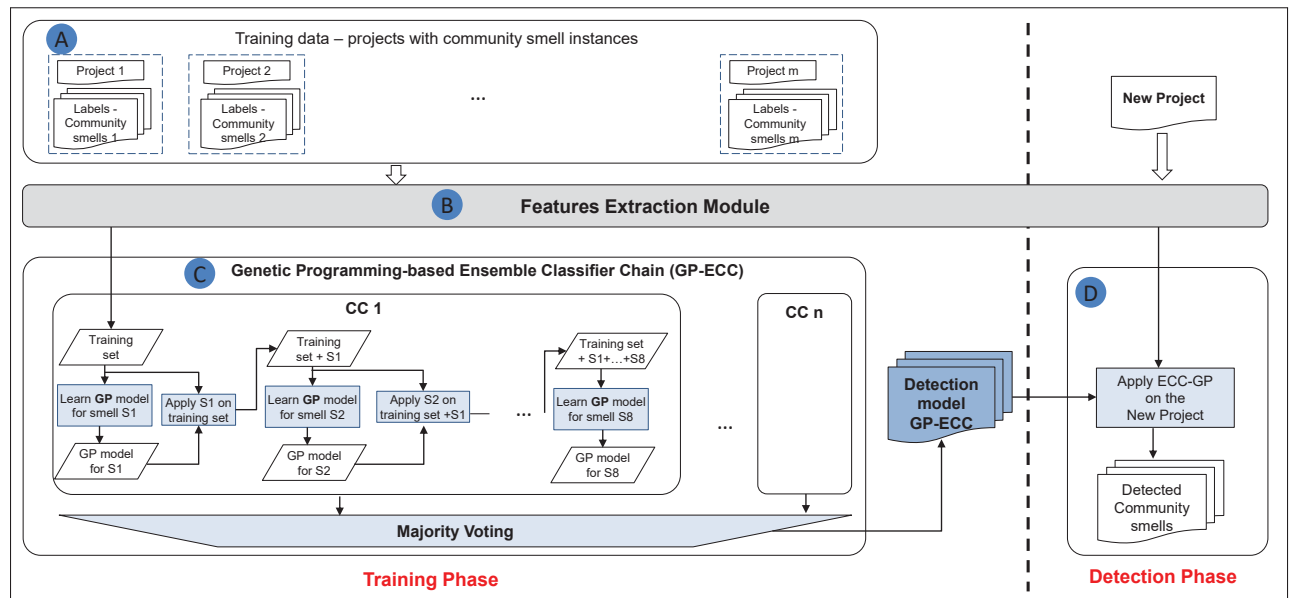 A
Training data – projects with community smell instances
Project 1
Labels -
Community
smells 1
Project 2
Labels -
Community
smells 2
...
Project m
Labels -
Community
smells m
New Project
B
Features Extraction Module
C
Genetic Programming-based Ensemble Classifier Chain (GP-ECC)
CC 1
Training
set
Learn GP model
for smell S1
GP model
for S1
Apply S1 on
training set
Training
set + S1
Learn GP model
for smell S2
GP model
for S2
Apply S2 on
training set +S1
...
Training set
+ S1+...+S8
Learn GP model
for smell S8
GP model
for S8
...
CC n
Majority Voting
Detection
model
GP-ECC
Training Phase
D
Apply ECC-GP
on the
New Project
Detected
Community
smells
Detection Phase